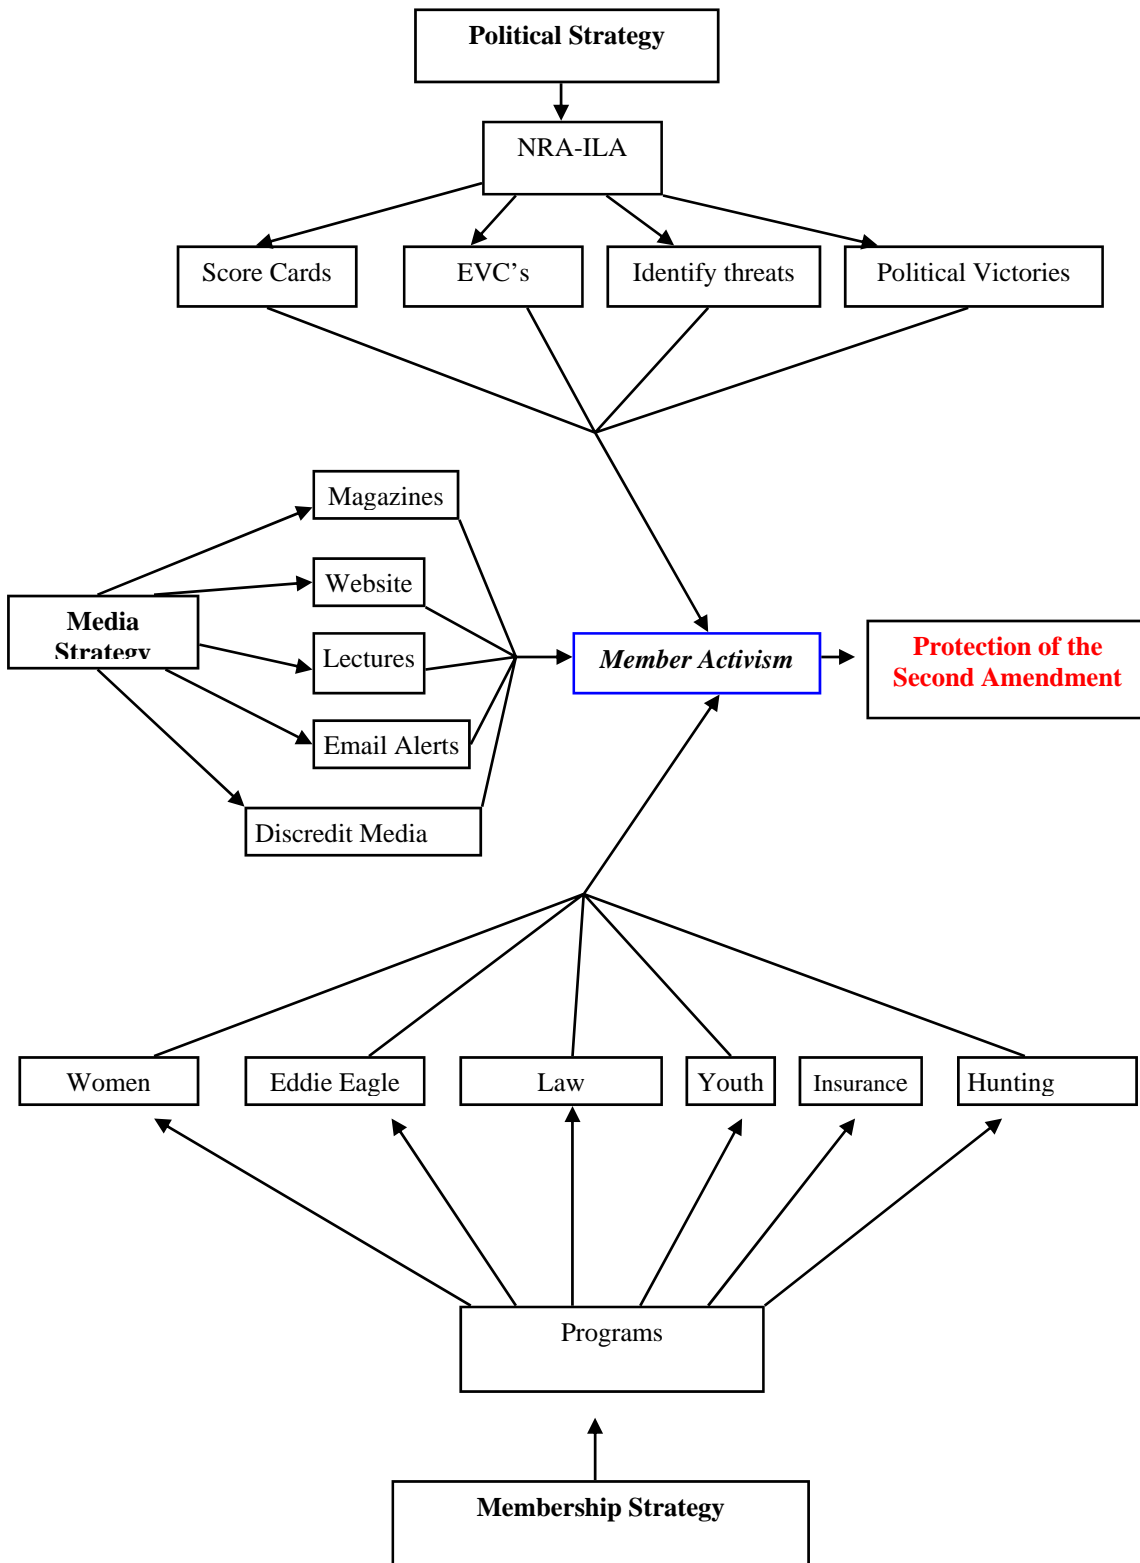 Political Strategy
NRA-ILA
Score Cards
EVC's
Identify threats
Political Victories
Magazines
Website
Media
Strategy
Lectures
Email Alerts
Discredit Media
Member Activism
Protection of the
Second Amendment
Women
Eddie Eagle
Law
Youth
Insurance
Hunting
Programs
Membership Strategy